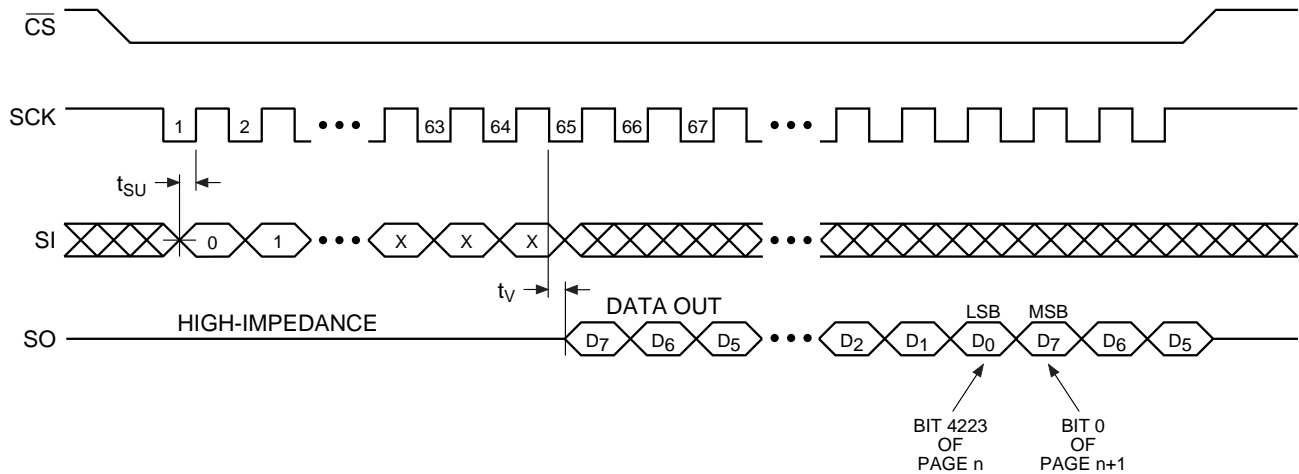 CS
SCK 1 2 • • • 63 64 65 66 67 • • •
tSU
SI 0 1 • • • X X X • • •
tV
HIGH-IMPEDANCE DATA OUT LSB MSB
SO D7 D6 D5 • • • D2 D1 D0 D7 D6 D5
BIT 4223 OF PAGE n
BIT 0 OF PAGE n+1